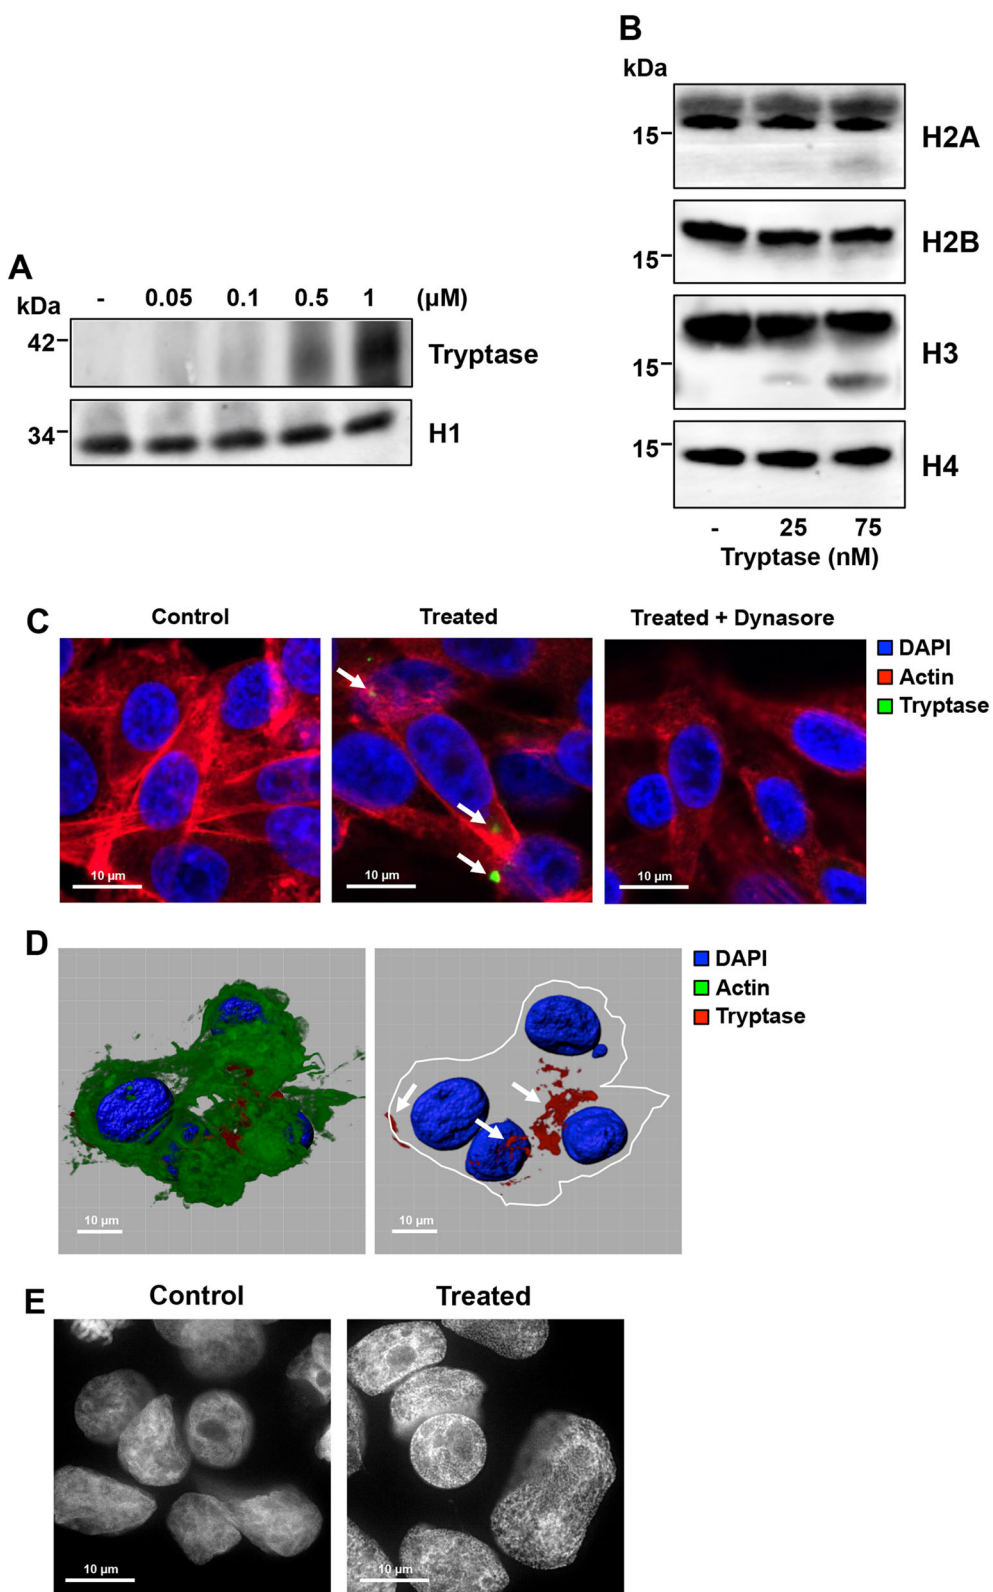 B
kDa
15
H2A
H2B
15
A
kDa
- 0.05 0.1 0.5 1 (µM)
42
Tryptase
34
H1
15
H3
15
H4
- 25 75
Tryptase (nM)
C
Control
Treated
Treated + Dynasore
DAPI
Actin
Tryptase
10 µm
10 µm
10 µm
D
DAPI
Actin
Tryptase
10 µm
10 µm
E
Control
Treated
10 µm
10 µm